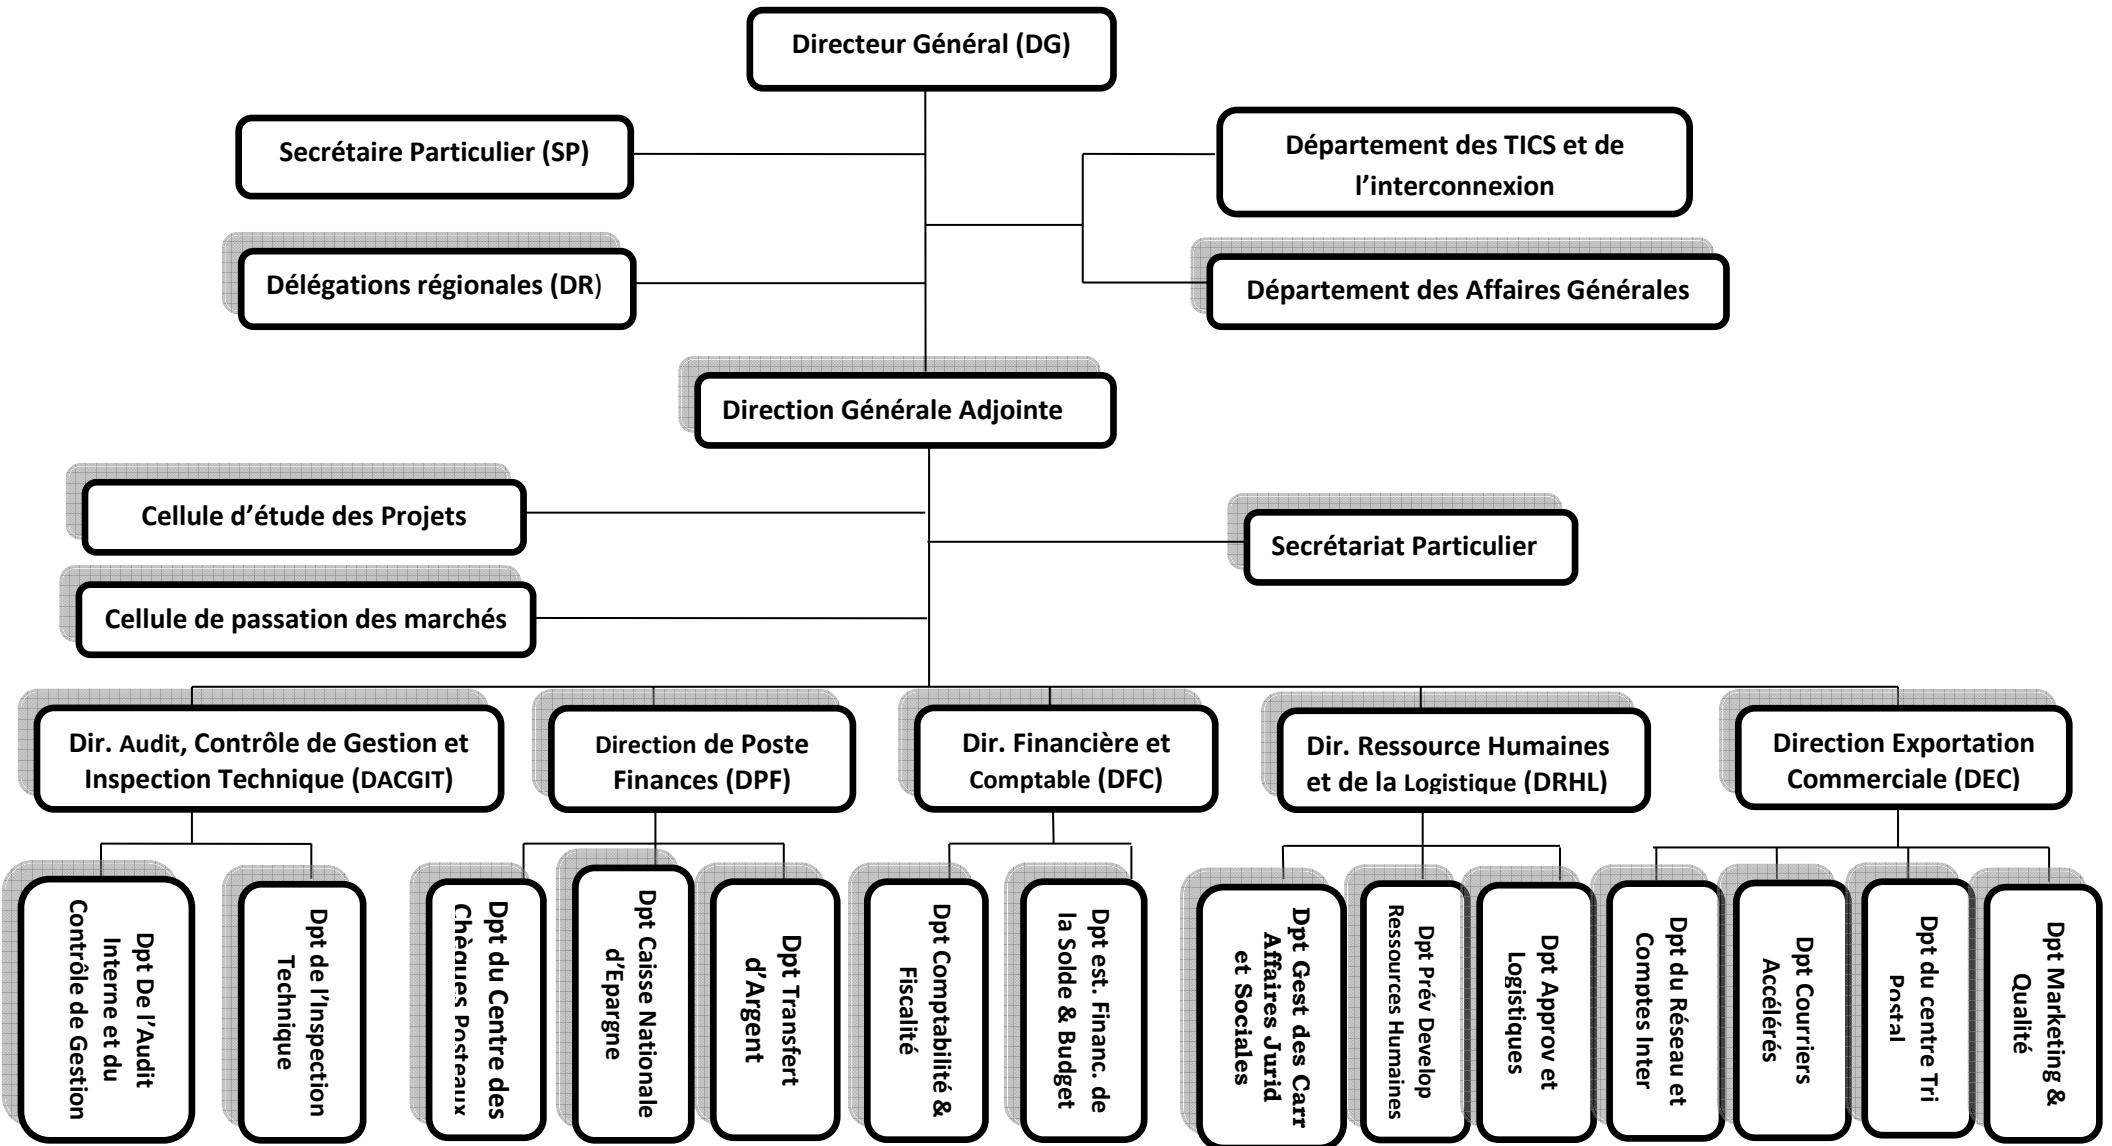 Directeur Général (DG)
Secrétaire Particulier (SP)
Département des TICS et de
l’interconnexion
Délégations régionales (DR)
Département des Affaires Générales
Direction Générale Adjointe
Cellule d’étude des Projets
Secrétariat Particulier
Cellule de passation des marchés
Dir. Audit, Contrôle de Gestion et
Inspection Technique (DACGIT)
Direction de Poste
Finances (DPF)
Dir. Financière et
Comptable (DFC)
Dir. Ressource Humaines
et de la Logistique (DRHL)
Direction Exportation
Commerciale (DEC)
Dpt De l’Audit
Interne et du
Contrôle de Gestion
Dpt de l’Inspection
Technique
Dpt du Centre des
Chèques Posteaux
Dpt Caisse Nationale
d’Epargne
Dpt Transfert
d’Argent
Dpt Comptabilité &
Fiscalité
Dpt est. Financ. de
la Solde & Budget
Dpt Gest des Carr
Affaires Jurid
et Sociales
Dpt Prév Develop
Ressources Humaines
Dpt Approv et
Logistiques
Dpt du Réseau et
Comptes Inter
Dpt Courriers
Accélérés
Dpt du centre Tri
Postal
Dpt Marketing &
Qualité